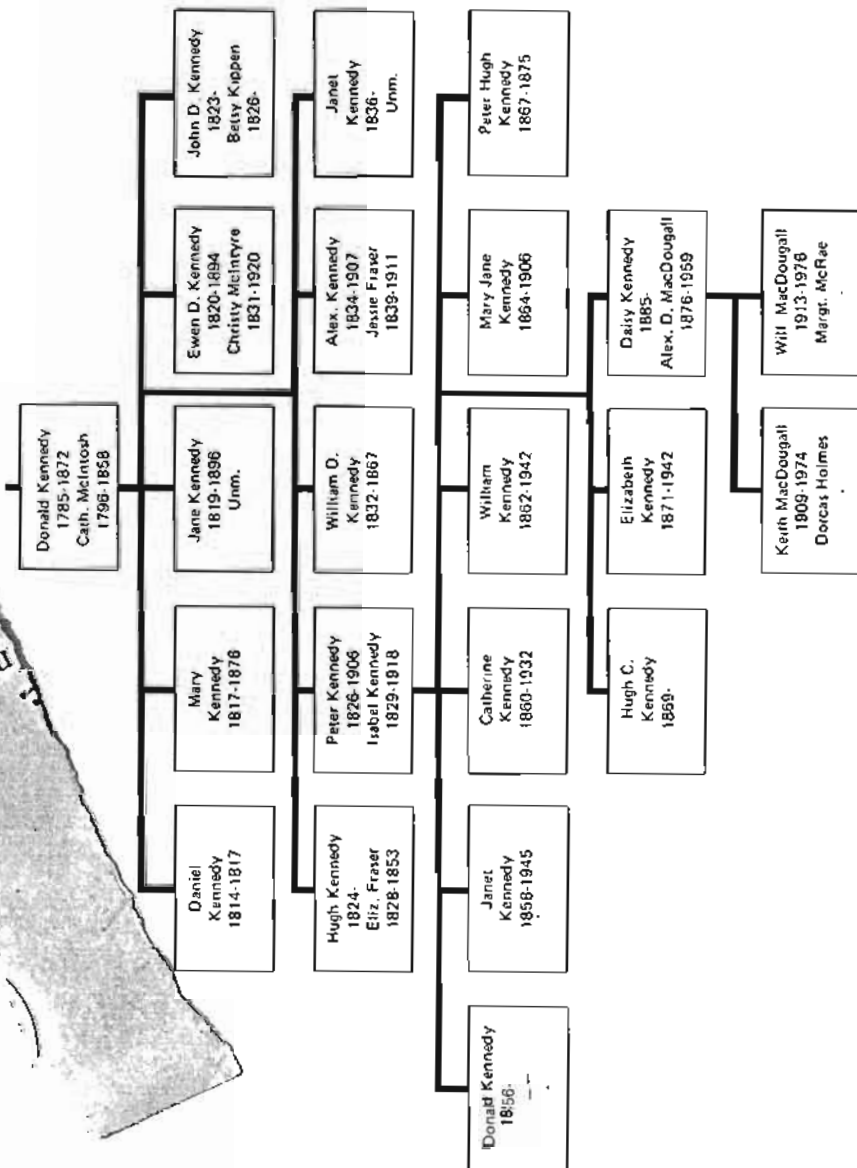 Donald Kennedy
1785-1872
Cath. McIntosh
1796-1858
Daniel
Kennedy
1814-1817
Mary
Kennedy
1817-1876
Jane Kennedy
1819-1896
Unm.
Ewen D. Kennedy
1820-1894
Christy McIntyre
1831-1920
John D. Kennedy
1823-
Betsy Kippen
1826-
Hugh Kennedy
1824-
Eliz. Fraser
1828-1853
Peter Kennedy
1826-1906
Isabel Kennedy
1829-1918
William D.
Kennedy
1832-1867
Alex. Kennedy
1834-1907
Jessie Fraser
1839-1911
Janet
Kennedy
1836-
Unm.
Donald Kennedy
1856-
Janet
Kennedy
1858-1945
Catherine
Kennedy
1860-1932
William
Kennedy
1862-1942
Mary Jane
Kennedy
1864-1906
Peter Hugh
Kennedy
1867-1875
Hugh C.
Kennedy
1869-
Elizabeth
Kennedy
1871-1942
Daisy Kennedy
1885-
Alex. D. MacDougall
1876-1959
Keith MacDougall
1909-1974
Dorcas Holmes
Will MacDougall
1913-1976
Margt. McRae